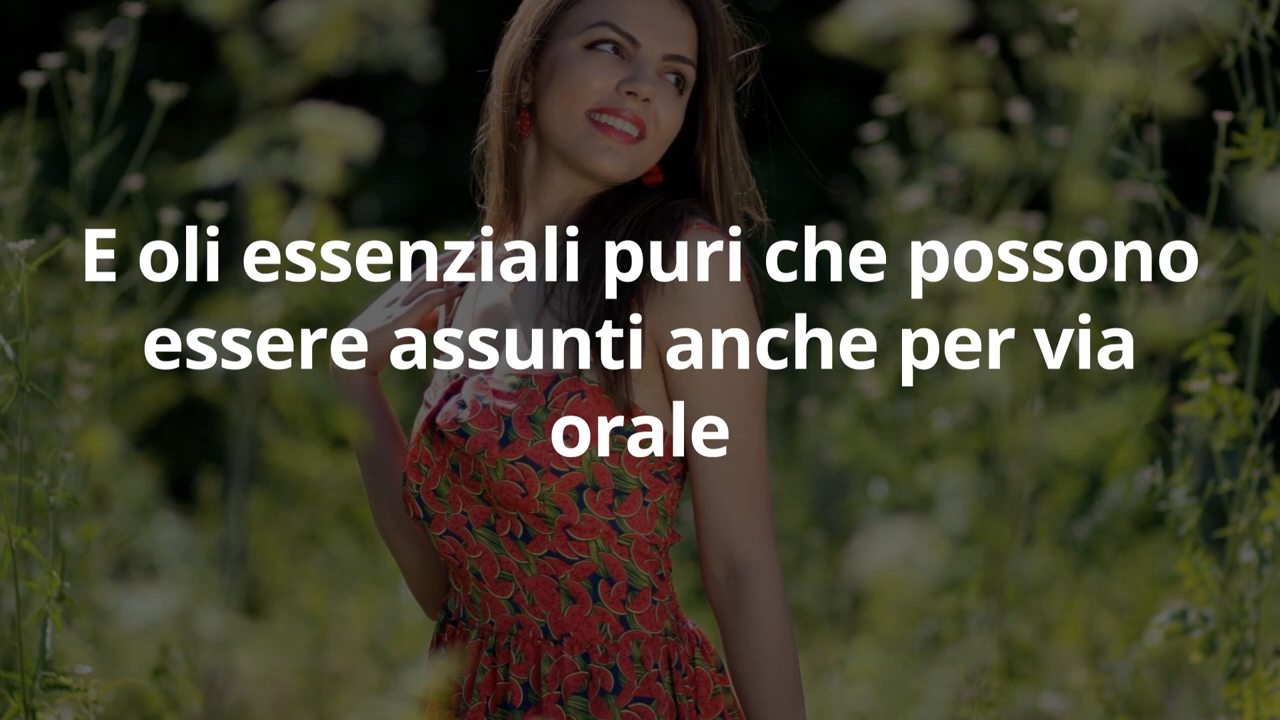 E oli essenziali puri che possono
essere assunti anche per via
orale